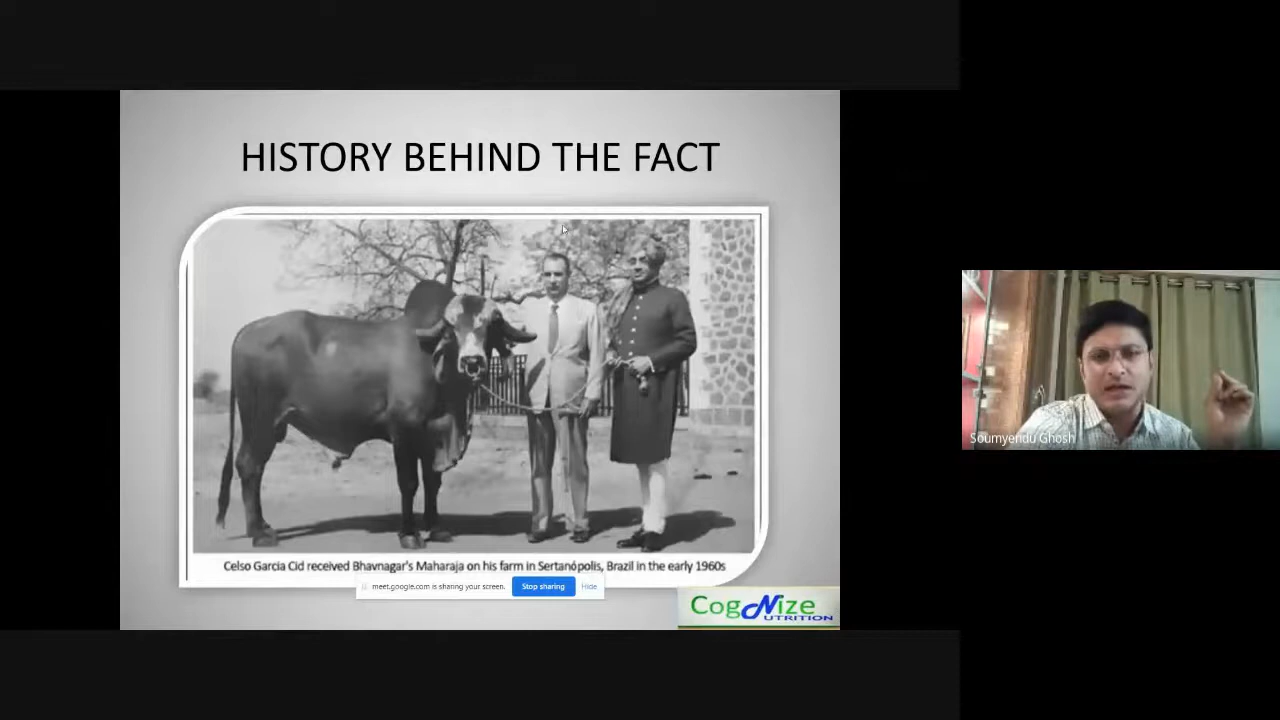 HISTORY BEHIND THE FACT
Celso Garcia Cid received Bhavnagar's Maharaja on his farm in Sertanópolis, Brazil in the early 1960s
meet.google.com is sharing your screen. Stop sharing Hide
CogNize
UTRITION
Soumyendu Ghosh